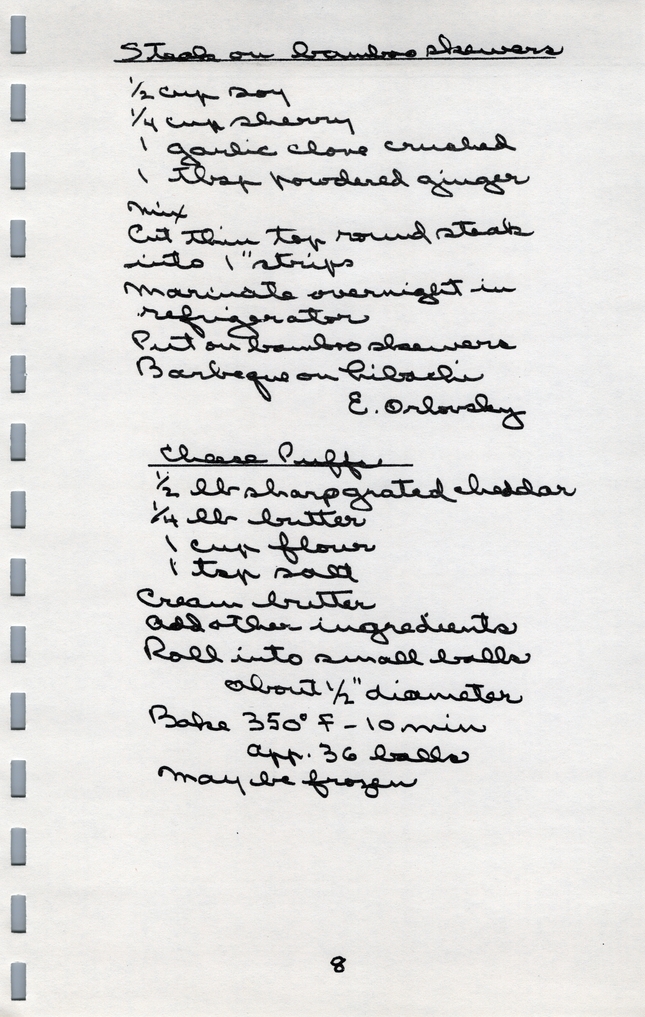 Steak on bamboo skewers
1/2 cup soy
1/4 cup sherry
1 garlic clove crushed
1 tbsp powdered ginger
mix
Cut thin top round steak
into 1" strips
Marinate overnight in
refrigerator
Put on bamboo skewers
Barbeque on hibachi
E. Orlovsky
Cheese Puffs
1/2 lb sharp grated cheddar
1/4 lb butter
1 cup flour
1 tsp salt
Cream butter
add other ingredients
Roll into small balls
about 1/2" diameter
Bake 350° F - 10 min
app. 36 balls
May be frozen
8